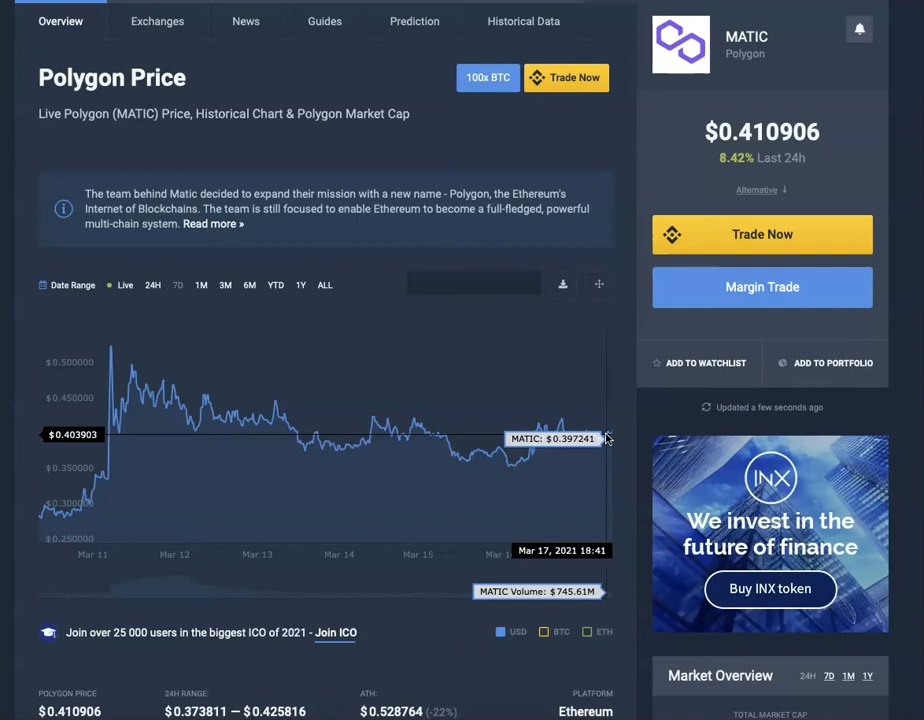 Overview Exchanges News Guides Prediction Historical Data
Polygon Price
100x BTC Trade Now
Live Polygon (MATIC) Price, Historical Chart & Polygon Market Cap
The team behind Matic decided to expand their mission with a new name - Polygon, the Ethereum's
Internet of Blockchains. The team is still focused to enable Ethereum to become a full-fledged, powerful
multi-chain system. Read more »
Date Range Live 24H 7D 1M 3M 6M YTD 1Y ALL
$0.500000
$0.450000
$0.403903
MATIC: $0.397241
$0.350000
$0.300000
$0.250000
Mar 11 Mar 12 Mar 13 Mar 14 Mar 15 Mar 1
Mar 17, 2021 18:41
MATIC Volume: $745.61M
Join over 25 000 users in the biggest ICO of 2021 - Join ICO
USD BTC ETH
POLYGON PRICE 24H RANGE: ATH: PLATFORM
$0.410906 $0.373811 — $0.425816 $0.528764 (-22%) Ethereum
MATIC
Polygon
$0.410906
8.42% Last 24h
Alternative ↓
Trade Now
Margin Trade
ADD TO WATCHLIST ADD TO PORTFOLIO
Updated a few seconds ago
INX
We invest in the
future of finance
Buy INX token
Market Overview 24H 7D 1M 1Y
TOTAL MARKET CAP